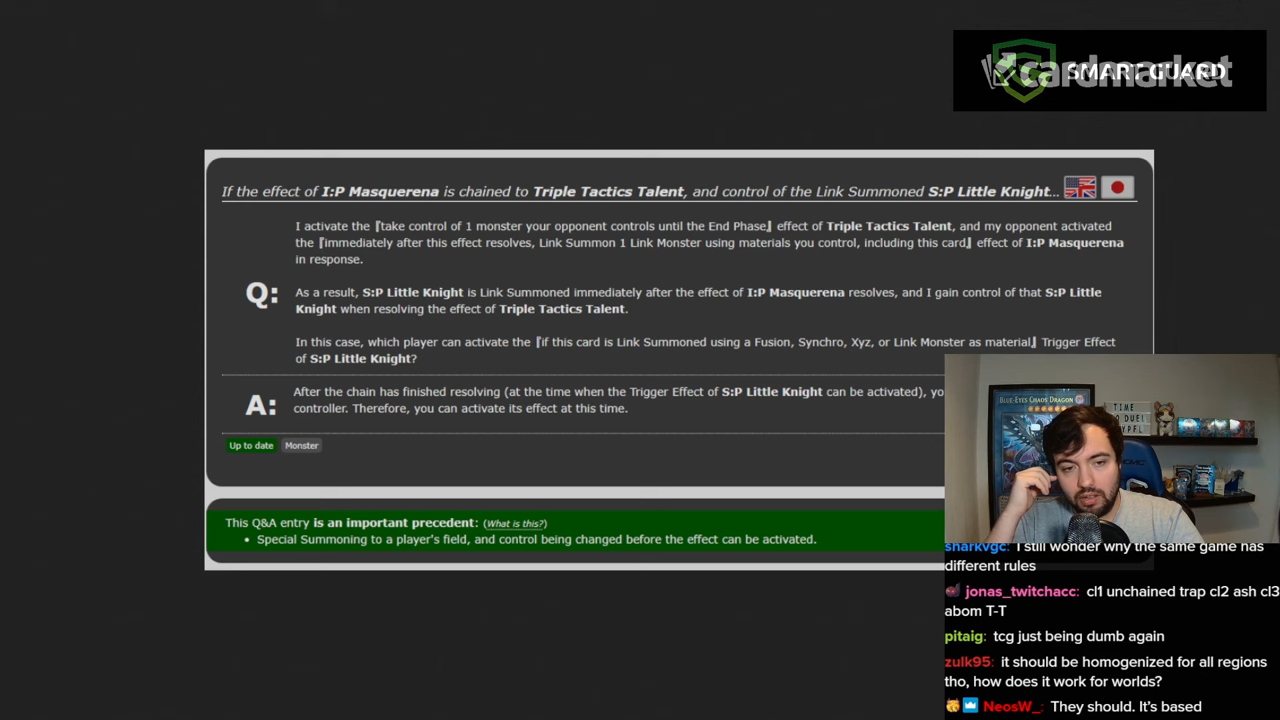 cardmarket
SMART GUARD
If the effect of I:P Masquerena is chained to Triple Tactics Talent, and control of the Link Summoned S:P Little Knight...
I activate the『take control of 1 monster your opponent controls until the End Phase』effect of Triple Tactics Talent, and my opponent activated
the『immediately after this effect resolves, Link Summon 1 Link Monster using materials you control, including this card』effect of I:P Masquerena
in response.
Q:
As a result, S:P Little Knight is Link Summoned immediately after the effect of I:P Masquerena resolves, and I gain control of that S:P Little
Knight when resolving the effect of Triple Tactics Talent.
In this case, which player can activate the『if this card is Link Summoned using a Fusion, Synchro, Xyz, or Link Monster as material』Trigger Effect
of S:P Little Knight?
A:
After the chain has finished resolving (at the time when the Trigger Effect of S:P Little Knight can be activated), yo
controller. Therefore, you can activate its effect at this time.
Up to date
Monster
This Q&A entry is an important precedent: (What is this?)
• Special Summoning to a player's field, and control being changed before the effect can be activated.
BLUE-EYES CHAOS DRAGON
TIME
sharkvgc: I still wonder why the same game has
different rules
jonas_twitchacc: cl1 unchained trap cl2 ash cl3
abom T-T
pitaig: tcg just being dumb again
zulk95: it should be homogenized for all regions
tho, how does it work for worlds?
NeosW_: They should. It's based